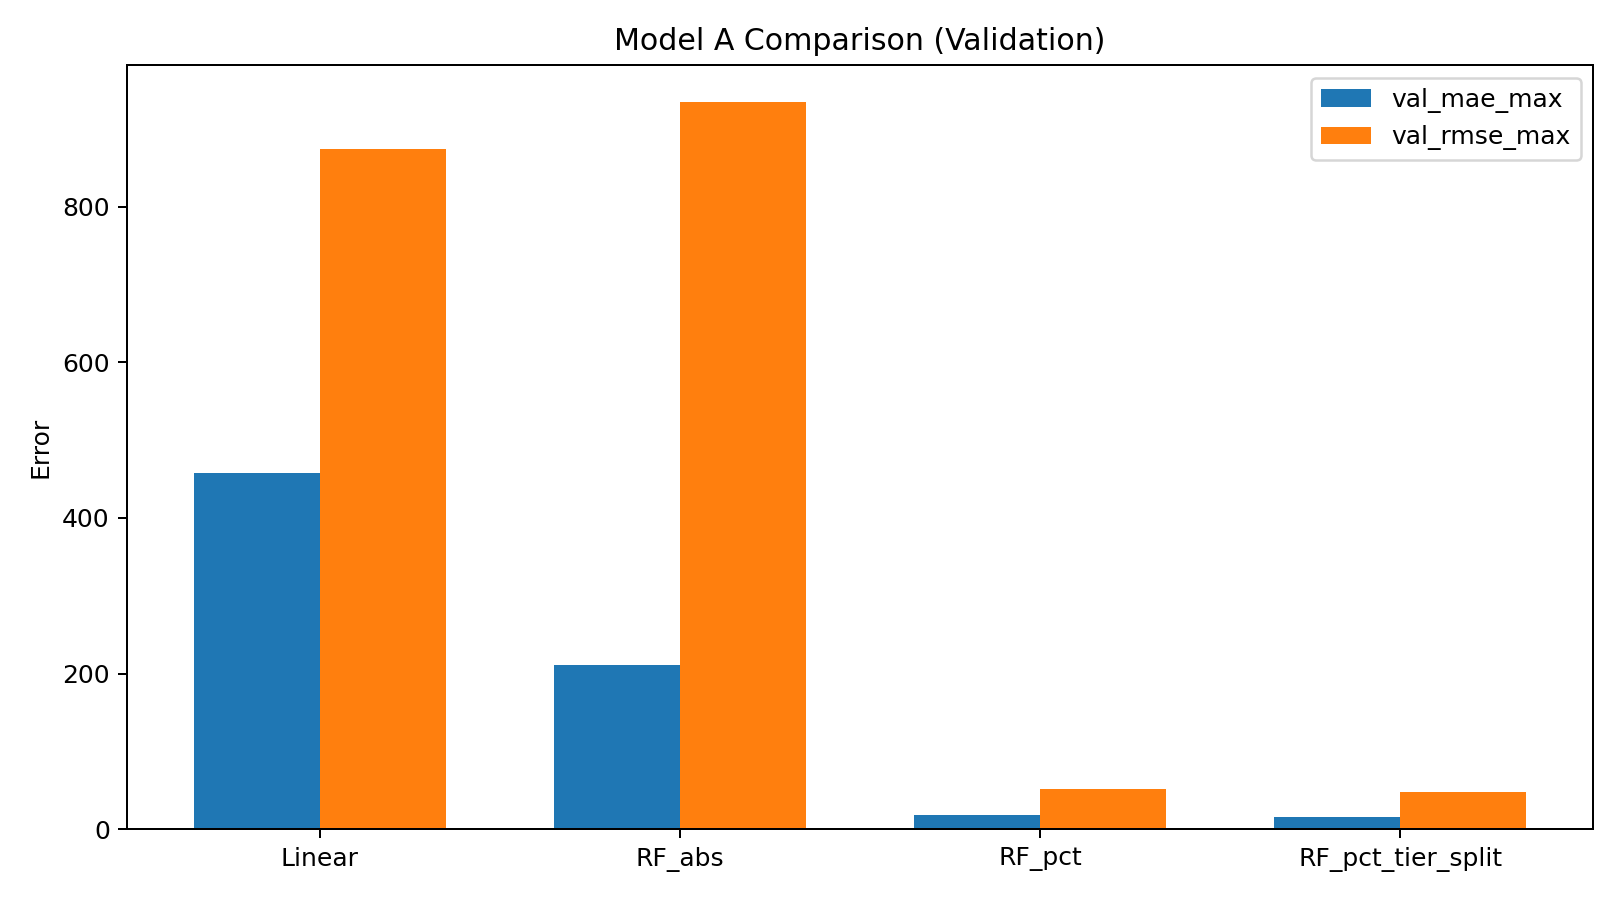 Model A Comparison (Validation)
val_mae_max
val_rmse_max
Error
800
600
400
200
0
Linear
RF_abs
RF_pct
RF_pct_tier_split